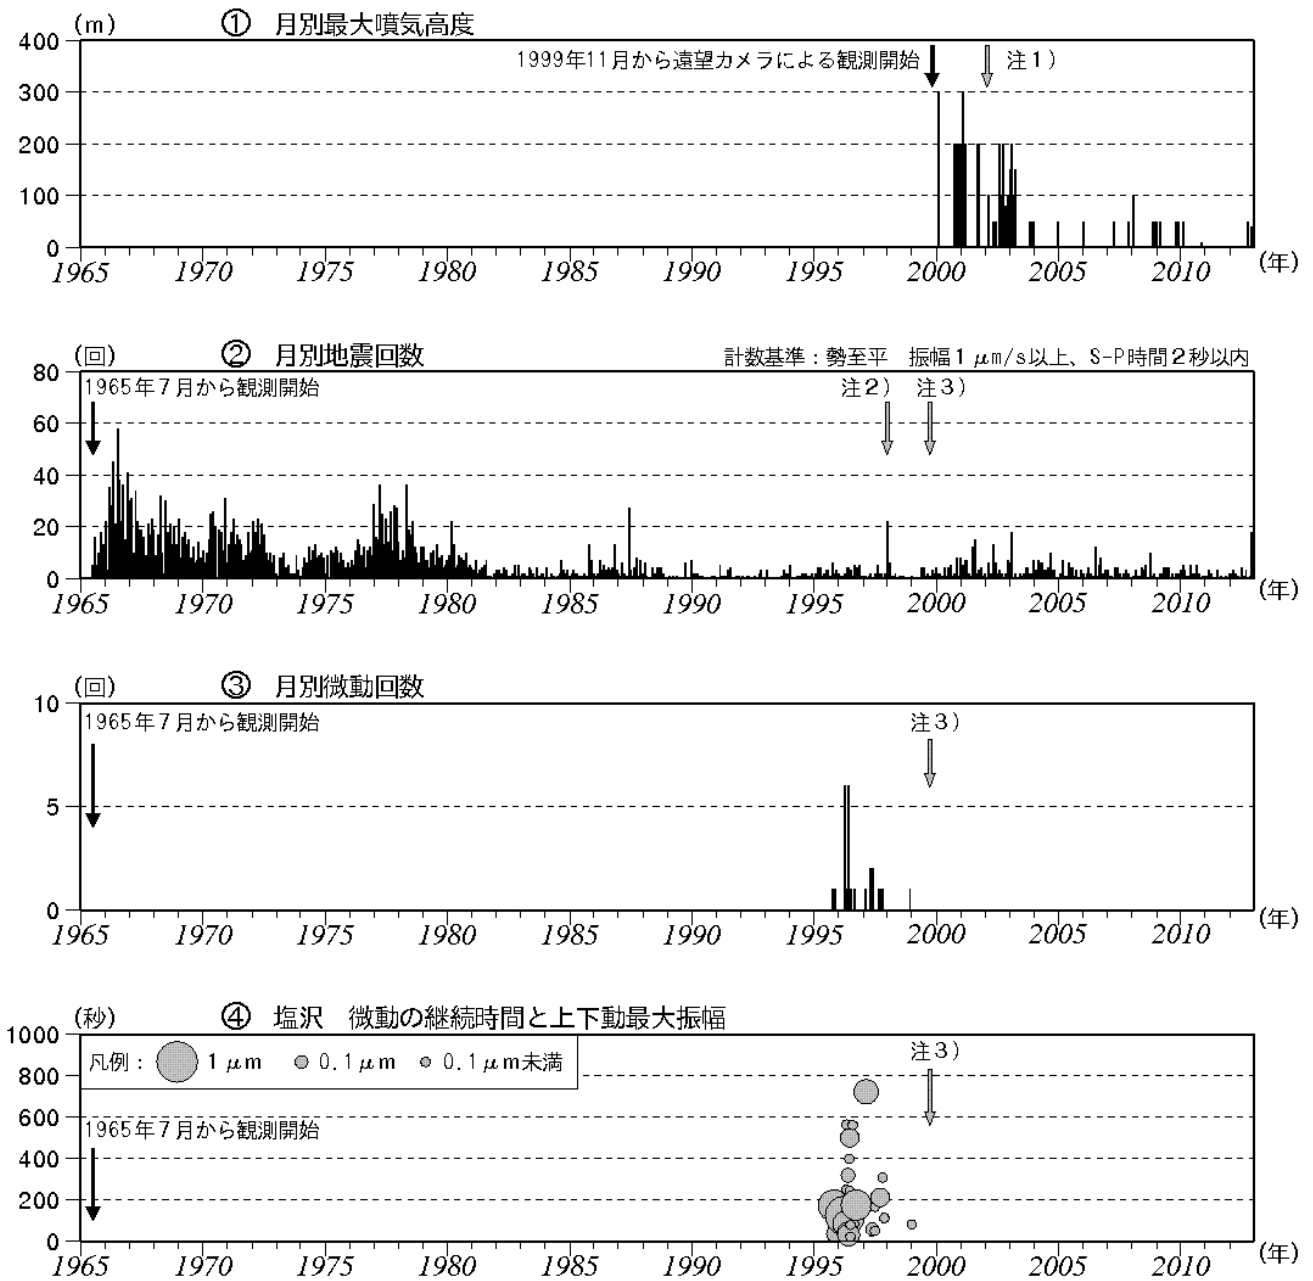 (m) ① 月別最大噴気高度
400
1999年11月から遠望カメラによる観測開始 注1)
300
200
100
0
1965 1970 1975 1980 1985 1990 1995 2000 2005 2010 (年)
(回) ② 月別地震回数 計数基準：勢至平 振幅1μm/s以上、S-P時間2秒以内
80
1965年7月から観測開始 注2) 注3)
60
40
20
0
1965 1970 1975 1980 1985 1990 1995 2000 2005 2010 (年)
(回) ③ 月別微動回数
10
1965年7月から観測開始 注3)
5
0
1965 1970 1975 1980 1985 1990 1995 2000 2005 2010 (年)
(秒) ④ 塩沢 微動の継続時間と上下動最大振幅
1000
凡例： 1μm 0.1μm 0.1μm未満 注3)
800
600
1965年7月から観測開始
400
200
0
1965 1970 1975 1980 1985 1990 1995 2000 2005 2010 (年)